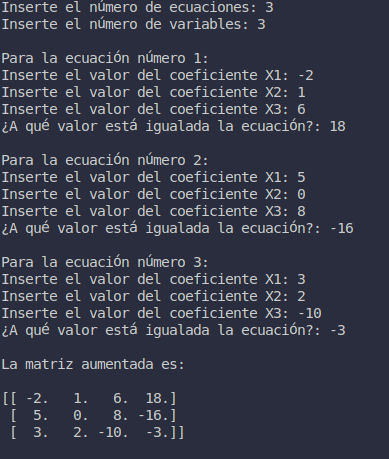 Inserte el número de ecuaciones: 3
Inserte el número de variables: 3
Para la ecuación número 1:
Inserte el valor del coeficiente X1: -2
Inserte el valor del coeficiente X2: 1
Inserte el valor del coeficiente X3: 6
¿A qué valor está igualada la ecuación?: 18
Para la ecuación número 2:
Inserte el valor del coeficiente X1: 5
Inserte el valor del coeficiente X2: 0
Inserte el valor del coeficiente X3: 8
¿A qué valor está igualada la ecuación?: -16
Para la ecuación número 3:
Inserte el valor del coeficiente X1: 3
Inserte el valor del coeficiente X2: 2
Inserte el valor del coeficiente X3: -10
¿A qué valor está igualada la ecuación?: -3
La matriz aumentada es:
[[ -2.   1.   6.  18.]
 [  5.   0.   8. -16.]
 [  3.   2. -10.  -3.]]